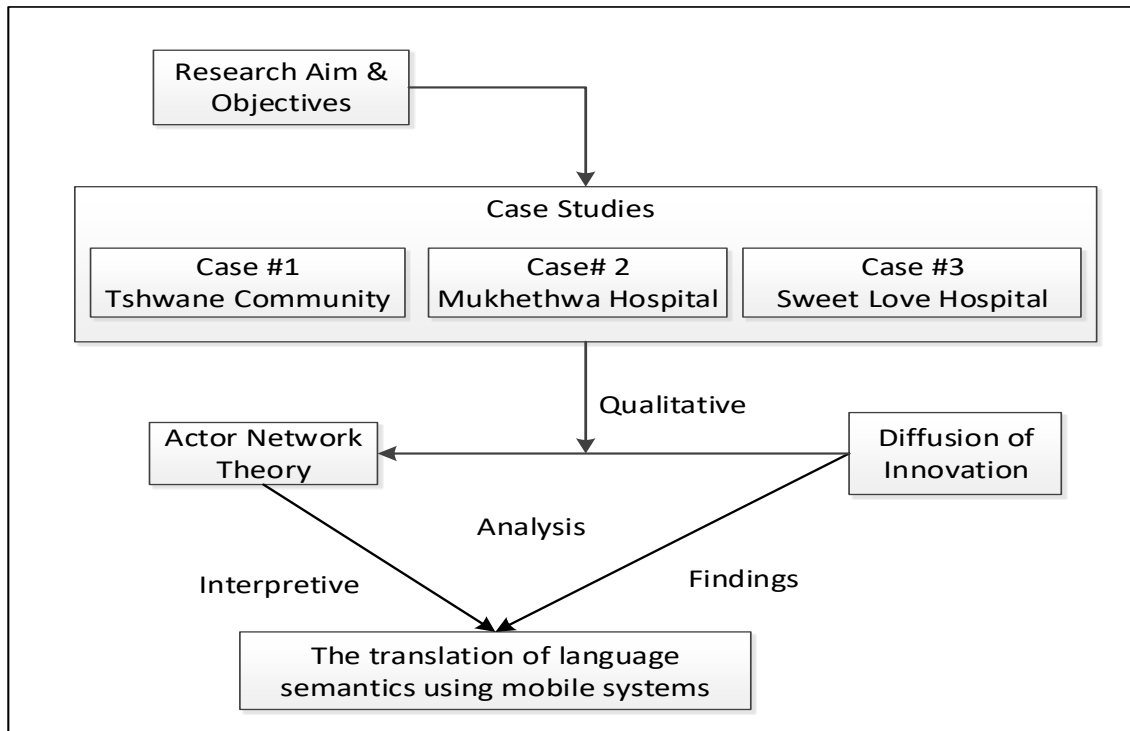 Research Aim &
Objectives
Case Studies
Case #1
Tshwane Community
Case# 2
Mukhethwa Hospital
Case #3
Sweet Love Hospital
Qualitative
Actor Network
Theory
Diffusion of
Innovation
Analysis
Interpretive
Findings
The translation of language
semantics using mobile systems